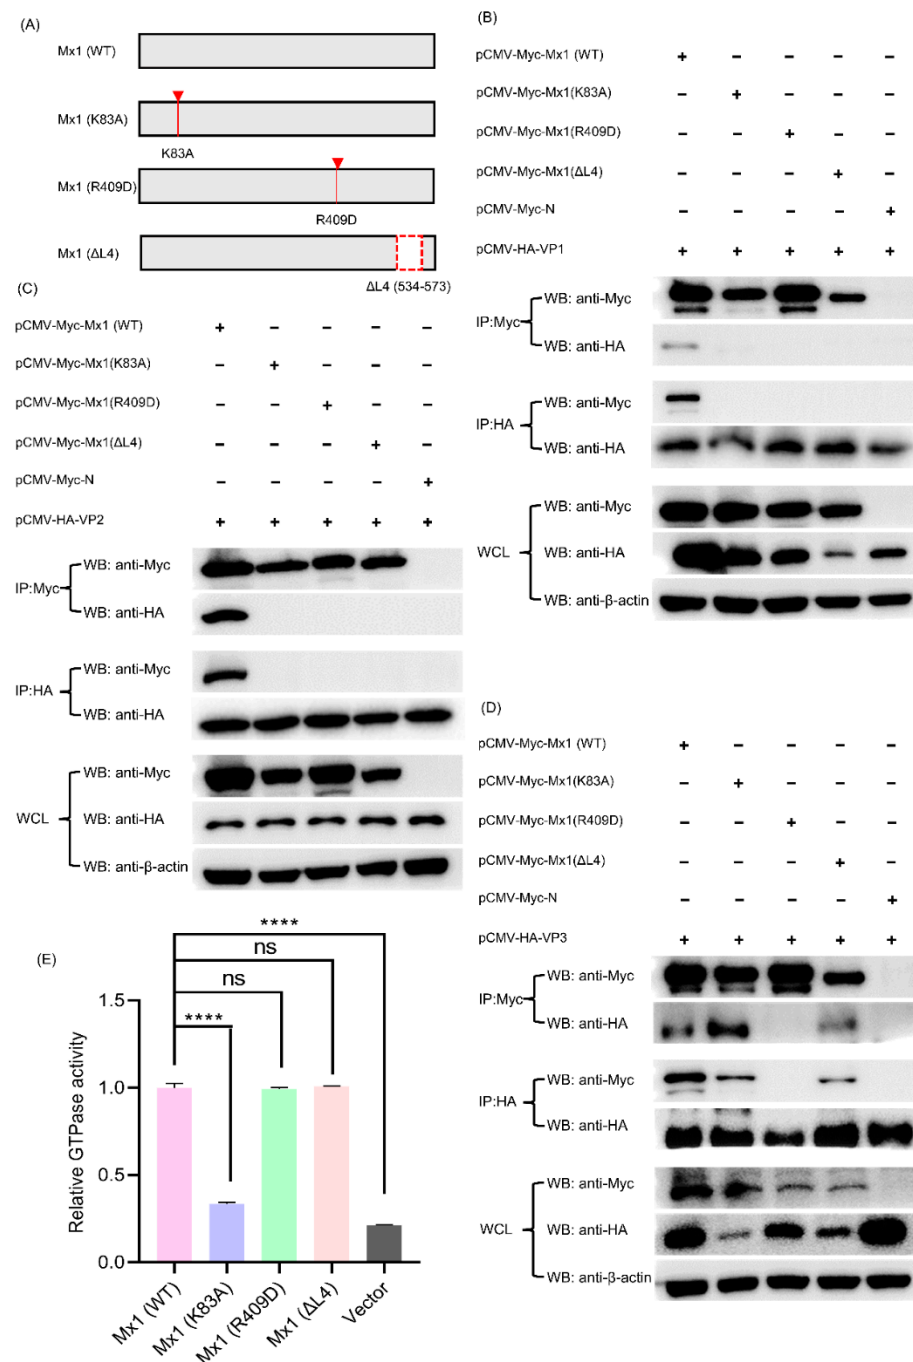 (A)
Mx1 (WT)
Mx1 (K83A)
K83A
Mx1 (R409D)
R409D
Mx1 (ΔL4)
ΔL4 (534-573)
(B)
pCMV-Myc-Mx1 (WT) + − − − −
pCMV-Myc-Mx1(K83A) − + − − −
pCMV-Myc-Mx1(R409D) − − + − −
pCMV-Myc-Mx1(ΔL4) − − − + −
pCMV-Myc-N − − − − +
pCMV-HA-VP1 + + + + +
IP:Myc
WB: anti-Myc
WB: anti-HA
IP:HA
WB: anti-Myc
WB: anti-HA
WCL
WB: anti-Myc
WB: anti-HA
WB: anti-β-actin
(C)
pCMV-Myc-Mx1 (WT) + − − − −
pCMV-Myc-Mx1(K83A) − + − − −
pCMV-Myc-Mx1(R409D) − − + − −
pCMV-Myc-Mx1(ΔL4) − − − + −
pCMV-Myc-N − − − − +
pCMV-HA-VP2 + + + + +
IP:Myc
WB: anti-Myc
WB: anti-HA
IP:HA
WB: anti-Myc
WB: anti-HA
WCL
WB: anti-Myc
WB: anti-HA
WB: anti-β-actin
(D)
pCMV-Myc-Mx1 (WT) + − − − −
pCMV-Myc-Mx1(K83A) − + − − −
pCMV-Myc-Mx1(R409D) − − + − −
pCMV-Myc-Mx1(ΔL4) − − − + −
pCMV-Myc-N − − − − +
pCMV-HA-VP3 + + + + +
IP:Myc
WB: anti-Myc
WB: anti-HA
IP:HA
WB: anti-Myc
WB: anti-HA
WCL
WB: anti-Myc
WB: anti-HA
WB: anti-β-actin
(E)
****
ns
ns
****
Relative GTPase activity
1.5
1.0
0.5
0.0
Mx1 (WT)
Mx1 (K83A)
Mx1 (R409D)
Mx1 (ΔL4)
Vector